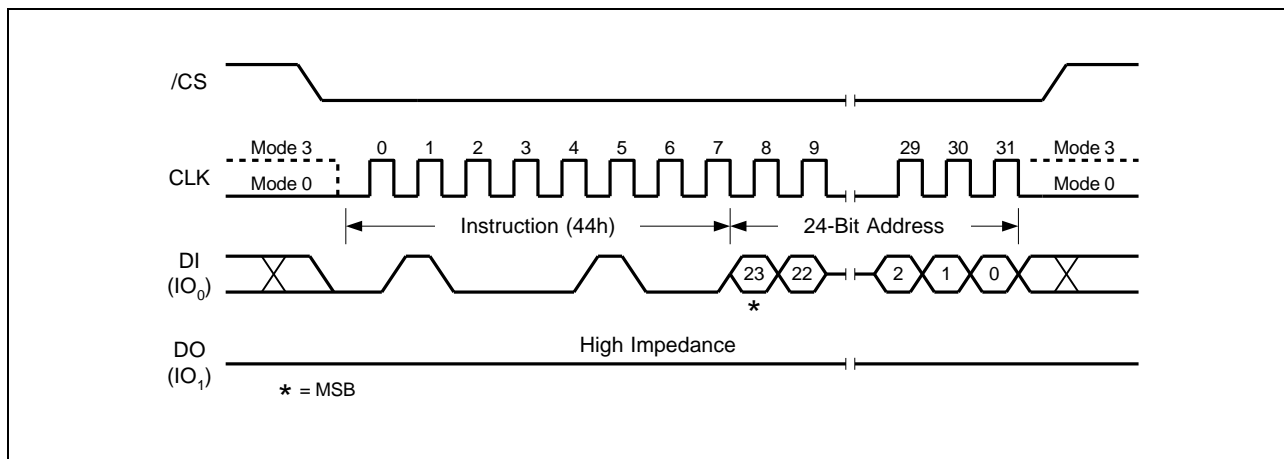 /CS
Mode 3 0 1 2 3 4 5 6 7 8 9 29 30 31 Mode 3
CLK Mode 0 Mode 0
Instruction (44h) 24-Bit Address
DI
(IO0) 23 22 2 1 0
*
DO High Impedance
(IO1)
* = MSB